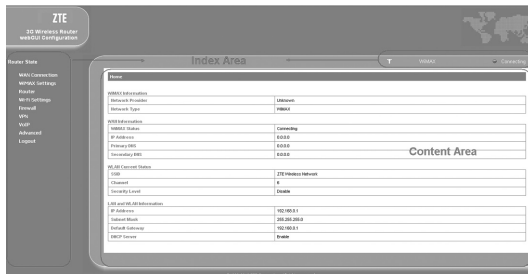 ZTE
3G Wireless Router
webGUI Configuration
Router State
Index Area
WiMAX
Connecting
WAN Connection
WiMAX Settings
Router
Wi-Fi Settings
Firewall
VPN
VoIP
Advanced
Logout
Home
WiMAX Information
Network Provider Unknown
Network Type WiMAX
WAN Information
WiMAX Status Connecting
IP Address 0.0.0.0
Primary DNS 0.0.0.0
Secondary DNS 0.0.0.0
Content Area
WLAN Current Status
SSID ZTE Wireless Network
Channel 6
Security Level Disable
LAN and WLAN Information
IP Address 192.168.0.1
Subnet Mask 255.255.255.0
Default Gateway 192.168.0.1
DHCP Server Enable